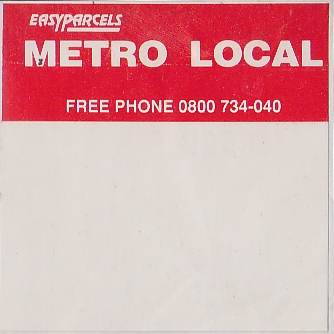 EASYPARCELS
METRO LOCAL
FREE PHONE 0800 734-040